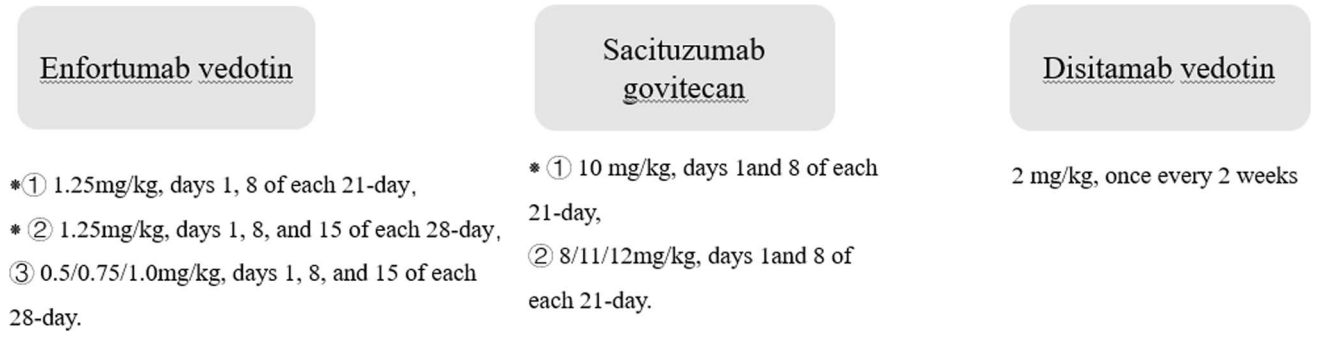 Enfortumab vedotin
*① 1.25mg/kg, days 1, 8 of each 21-day,
* ② 1.25mg/kg, days 1, 8, and 15 of each 28-day,
③ 0.5/0.75/1.0mg/kg, days 1, 8, and 15 of each
28-day.
Sacituzumab
govitecan
* ① 10 mg/kg, days 1and 8 of each
21-day,
② 8/11/12mg/kg, days 1and 8 of
each 21-day.
Disitamab vedotin
2 mg/kg, once every 2 weeks